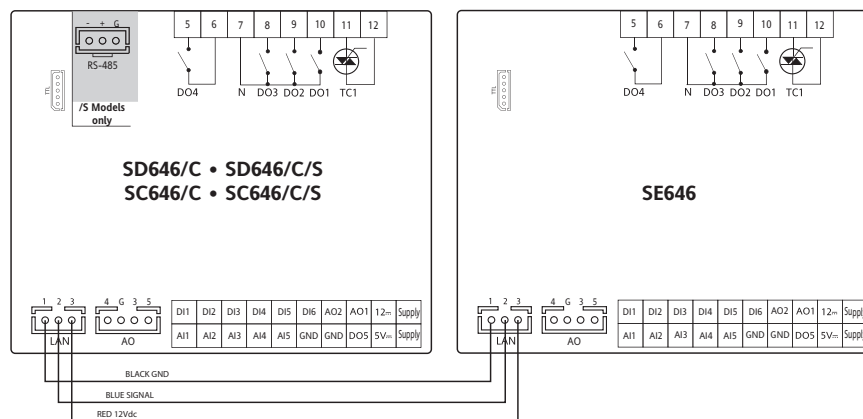 - + G
RS-485
TTL
/S Models
only
5 6 7 8 9 10 11 12
DO4 N DO3 DO2 DO1 TC1
SD646/C • SD646/C/S
SC646/C • SC646/C/S
1 2 3
LAN
4 G 3 5
AO
DI1 DI2 DI3 DI4 DI5 DI6 AO2 AO1 12⎓ Supply
AI1 AI2 AI3 AI4 AI5 GND GND DO5 5V⎓ Supply
5 6 7 8 9 10 11 12
TTL
DO4 N DO3 DO2 DO1 TC1
SE646
1 2 3
LAN
4 G 3 5
AO
DI1 DI2 DI3 DI4 DI5 DI6 AO2 AO1 12⎓ Supply
AI1 AI2 AI3 AI4 AI5 GND GND DO5 5V⎓ Supply
BLACK GND
BLUE SIGNAL
RED 12Vdc